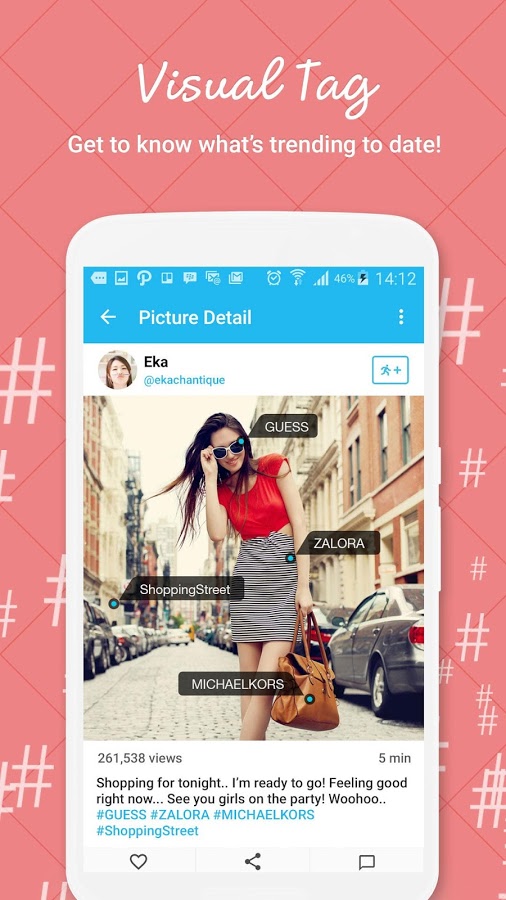 Visual Tag
Get to know what's trending to date!
46% 14:12
Picture Detail
Eka
@ekachantique
GUESS
ZALORA
ShoppingStreet
MICHAELKORS
261,538 views 5 min
Shopping for tonight.. I'm ready to go! Feeling good
right now... See you girls on the party! Woohoo..
#GUESS #ZALORA #MICHAELKORS
#ShoppingStreet